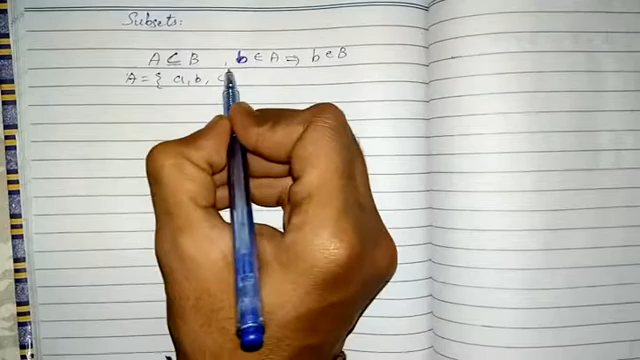 Subsets:
A ⊆ B , b ∈ A ⇒ b ∈ B
A = { a, b, c